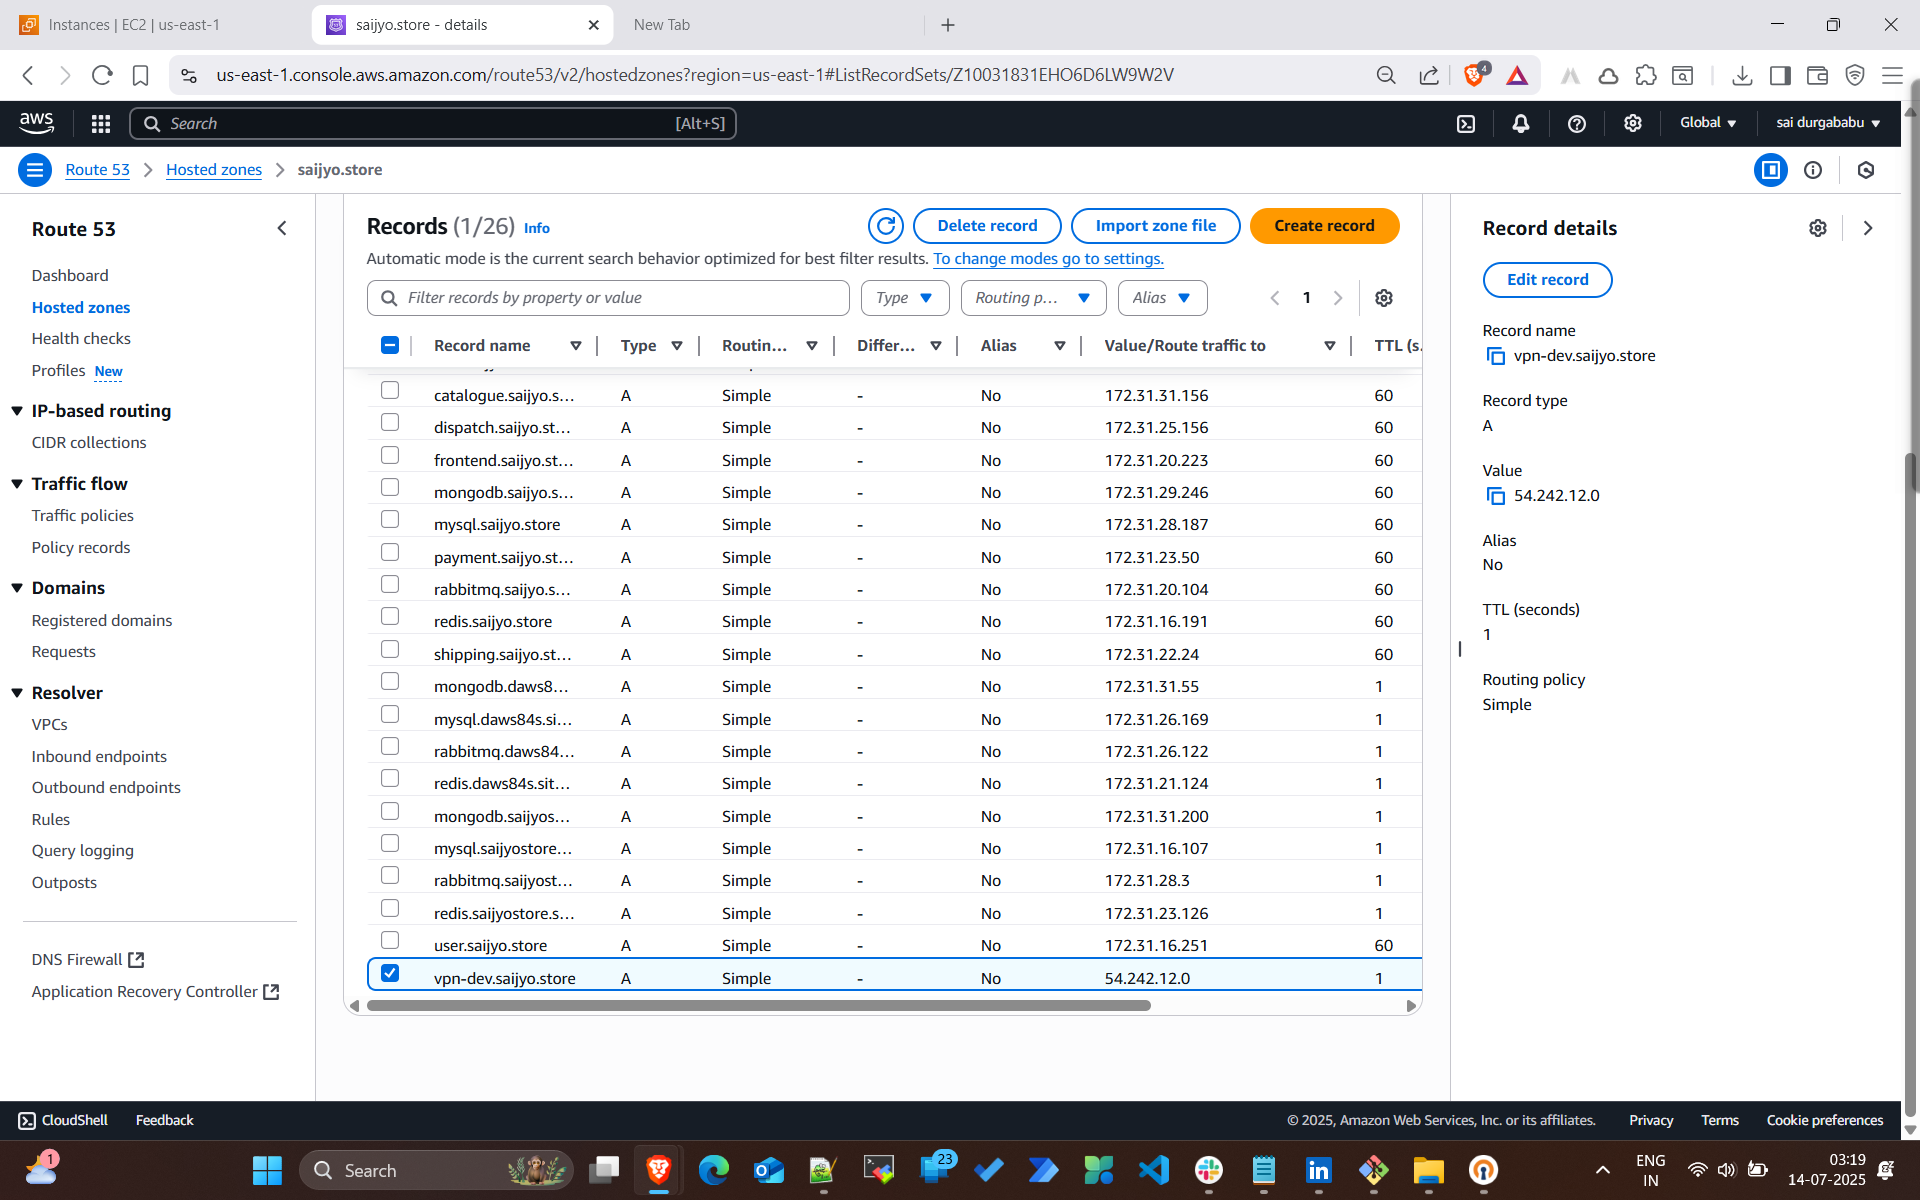 Instances | EC2 | us-east-1
saijyo.store - details
New Tab
us-east-1.console.aws.amazon.com/route53/v2/hostedzones?region=us-east-1#ListRecordSets/Z10031831EHO6D6LW9W2V
4
aws
Search
[Alt+S]
Global
sai durgababu
Route 53
Hosted zones
saijyo.store
Route 53
Dashboard
Hosted zones
Health checks
Profiles New
IP-based routing
CIDR collections
Traffic flow
Traffic policies
Policy records
Domains
Registered domains
Requests
Resolver
VPCs
Inbound endpoints
Outbound endpoints
Rules
Query logging
Outposts
DNS Firewall
Application Recovery Controller
Records (1/26) Info
Delete record
Import zone file
Create record
Automatic mode is the current search behavior optimized for best filter results. To change modes go to settings.
Filter records by property or value
Type
Routing p...
Alias
1
Record name Type Routin... Differ... Alias Value/Route traffic to TTL (s.
catalogue.saijyo.s... A Simple - No 172.31.31.156 60
dispatch.saijyo.st... A Simple - No 172.31.25.156 60
frontend.saijyo.st... A Simple - No 172.31.20.223 60
mongodb.saijyo.s... A Simple - No 172.31.29.246 60
mysql.saijyo.store A Simple - No 172.31.28.187 60
payment.saijyo.st... A Simple - No 172.31.23.50 60
rabbitmq.saijyo.s... A Simple - No 172.31.20.104 60
redis.saijyo.store A Simple - No 172.31.16.191 60
shipping.saijyo.st... A Simple - No 172.31.22.24 60
mongodb.daws8... A Simple - No 172.31.31.55 1
mysql.daws84s.si... A Simple - No 172.31.26.169 1
rabbitmq.daws84... A Simple - No 172.31.26.122 1
redis.daws84s.sit... A Simple - No 172.31.21.124 1
mongodb.saijyos... A Simple - No 172.31.31.200 1
mysql.saijyostore... A Simple - No 172.31.16.107 1
rabbitmq.saijyost... A Simple - No 172.31.28.3 1
redis.saijyostore.s... A Simple - No 172.31.23.126 1
user.saijyo.store A Simple - No 172.31.16.251 60
vpn-dev.saijyo.store A Simple - No 54.242.12.0 1
Record details
Edit record
Record name
vpn-dev.saijyo.store
Record type
A
Value
54.242.12.0
Alias
No
TTL (seconds)
1
Routing policy
Simple
CloudShell
Feedback
© 2025, Amazon Web Services, Inc. or its affiliates.
Privacy
Terms
Cookie preferences
1
Search
23
ENG
IN
03:19
14-07-2025